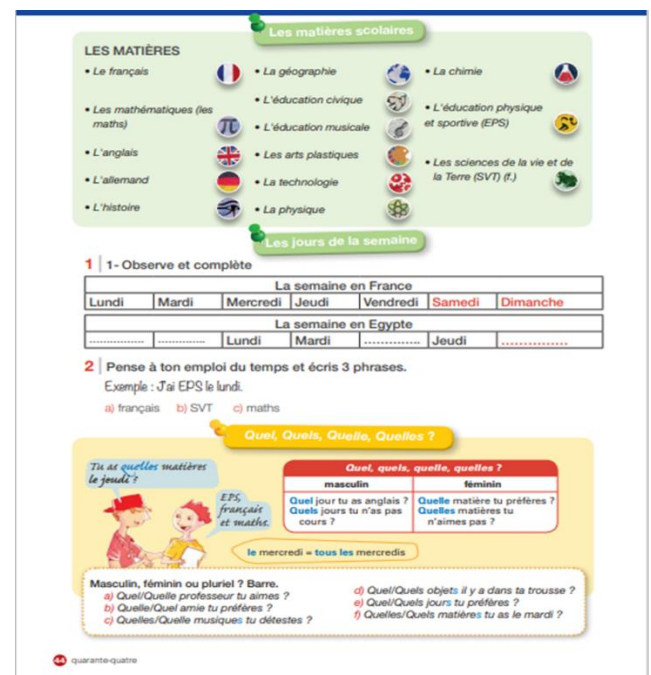 Les matières scolaires
LES MATIÈRES
• Le français
• Les mathématiques (les
maths)
• L'anglais
• L'allemand
• L'histoire
• La géographie
• L'éducation civique
• L'éducation musicale
• Les arts plastiques
• La technologie
• La physique
• La chimie
• L'éducation physique
et sportive (EPS)
• Les sciences de la vie et de
la Terre (SVT) (f.)
Les jours de la semaine
1 | 1- Observe et complète
La semaine en France
Lundi Mardi Mercredi Jeudi Vendredi Samedi Dimanche
La semaine en Egypte
................ .............. Lundi Mardi .............. Jeudi ...............
2 | Pense à ton emploi du temps et écris 3 phrases.
Exemple : J'ai EPS le lundi.
a) français b) SVT c) maths
Quel, Quels, Quelle, Quelles ?
Tu as quelles matières
le jeudi ?
EPS,
français
et maths.
Quel, quels, quelle, quelles ?
masculin féminin
Quel jour tu as anglais ?
Quels jours tu n'as pas
cours ?
Quelle matière tu préfères ?
Quelles matières tu
n'aimes pas ?
le mercredi = tous les mercredis
Masculin, féminin ou pluriel ? Barre.
a) Quel/Quelle professeur tu aimes ?
b) Quelle/Quel amie tu préfères ?
c) Quelles/Quelle musiques tu détestes ?
d) Quel/Quels objets il y a dans ta trousse ?
e) Quel/Quels jours tu préfères ?
f) Quelles/Quels matières tu as le mardi ?
44 quarante-quatre